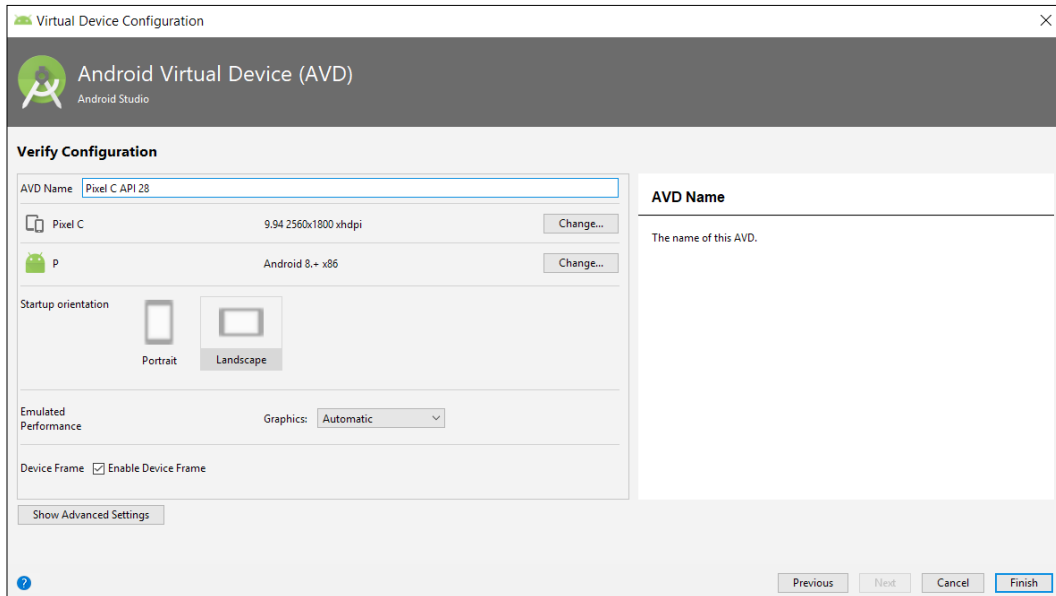 Virtual Device Configuration
Android Virtual Device (AVD)
Android Studio
Verify Configuration
AVD Name Pixel C API 28
Pixel C 9.94 2560x1800 xhdpi Change...
P Android 8.+ x86 Change...
Startup orientation
Portrait Landscape
Emulated
Performance
Graphics: Automatic
Device Frame Enable Device Frame
Show Advanced Settings
AVD Name
The name of this AVD.
?
Previous Next Cancel Finish